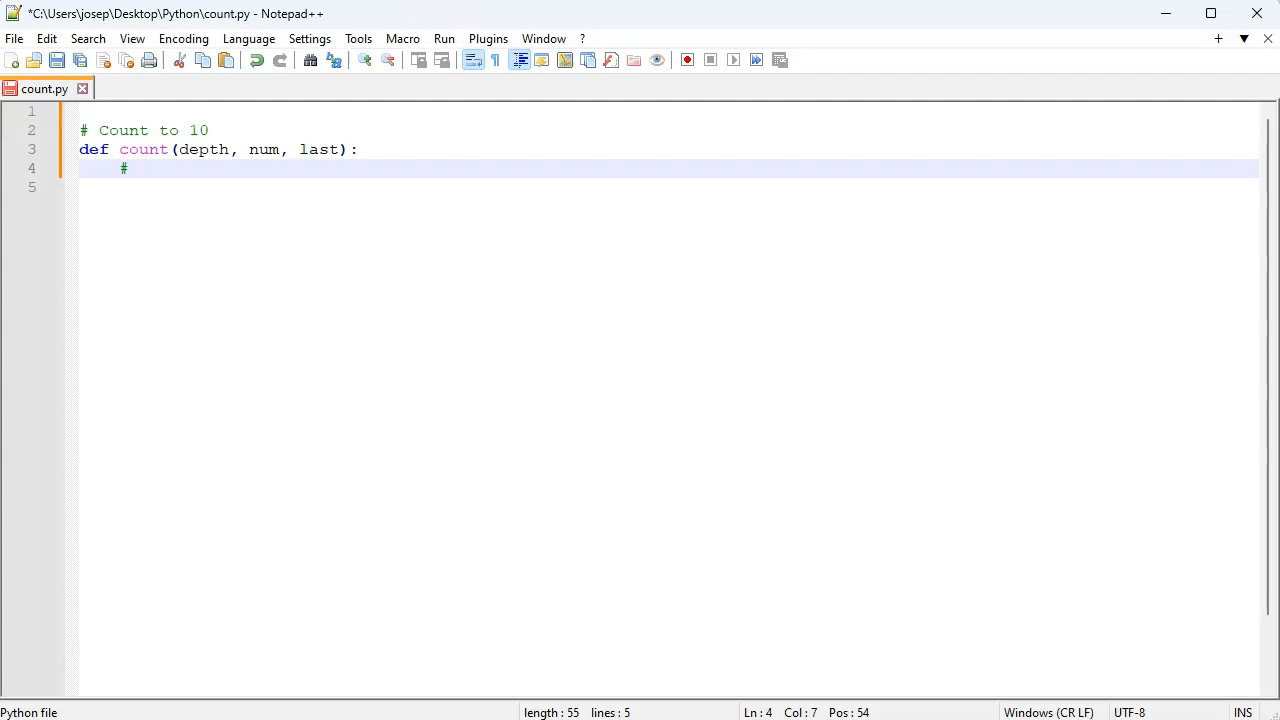 *C:\Users\josep\Desktop\Python\count.py - Notepad++
File Edit Search View Encoding Language Settings Tools Macro Run Plugins Window ?
count.py
1
2 # Count to 10
3 def count(depth, num, last):
4 #
5
Python file length : 55 lines : 5 Ln : 4 Col : 7 Pos : 54 Windows (CR LF) UTF-8 INS